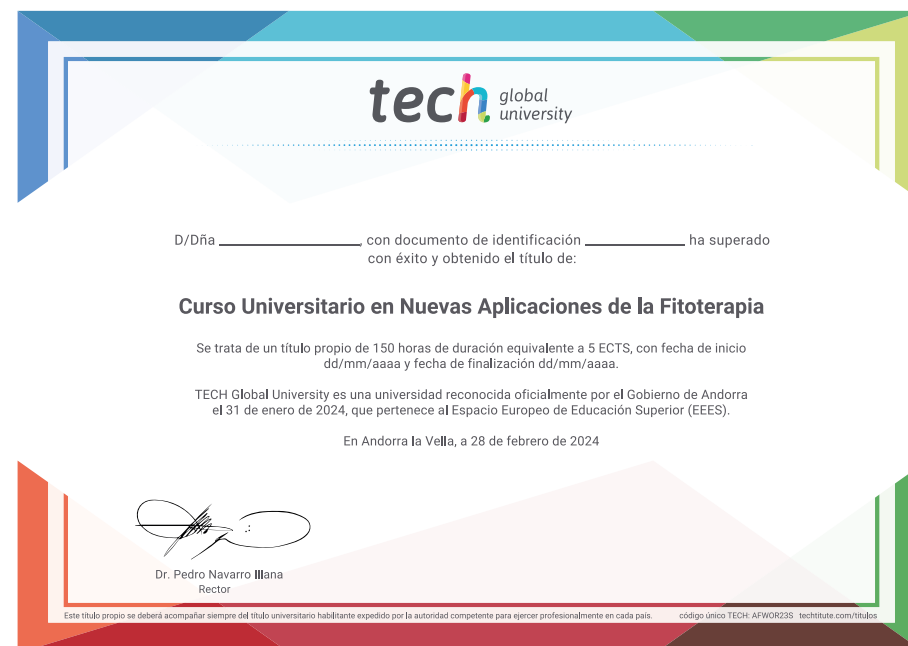 tech global
university
D/Dña ____________________, con documento de identificación ______________ ha superado
con éxito y obtenido el título de:
Curso Universitario en Nuevas Aplicaciones de la Fitoterapia
Se trata de un título propio de 150 horas de duración equivalente a 5 ECTS, con fecha de inicio
dd/mm/aaaa y fecha de finalización dd/mm/aaaa.
TECH Global University es una universidad reconocida oficialmente por el Gobierno de Andorra
el 31 de enero de 2024, que pertenece al Espacio Europeo de Educación Superior (EEES).
En Andorra la Vella, a 28 de febrero de 2024
Dr. Pedro Navarro Illana
Rector
Este título propio se deberá acompañar siempre del título universitario habilitante expedido por la autoridad competente para ejercer profesionalmente en cada país. código único TECH: AFWOR23S techtitute.com/titulos